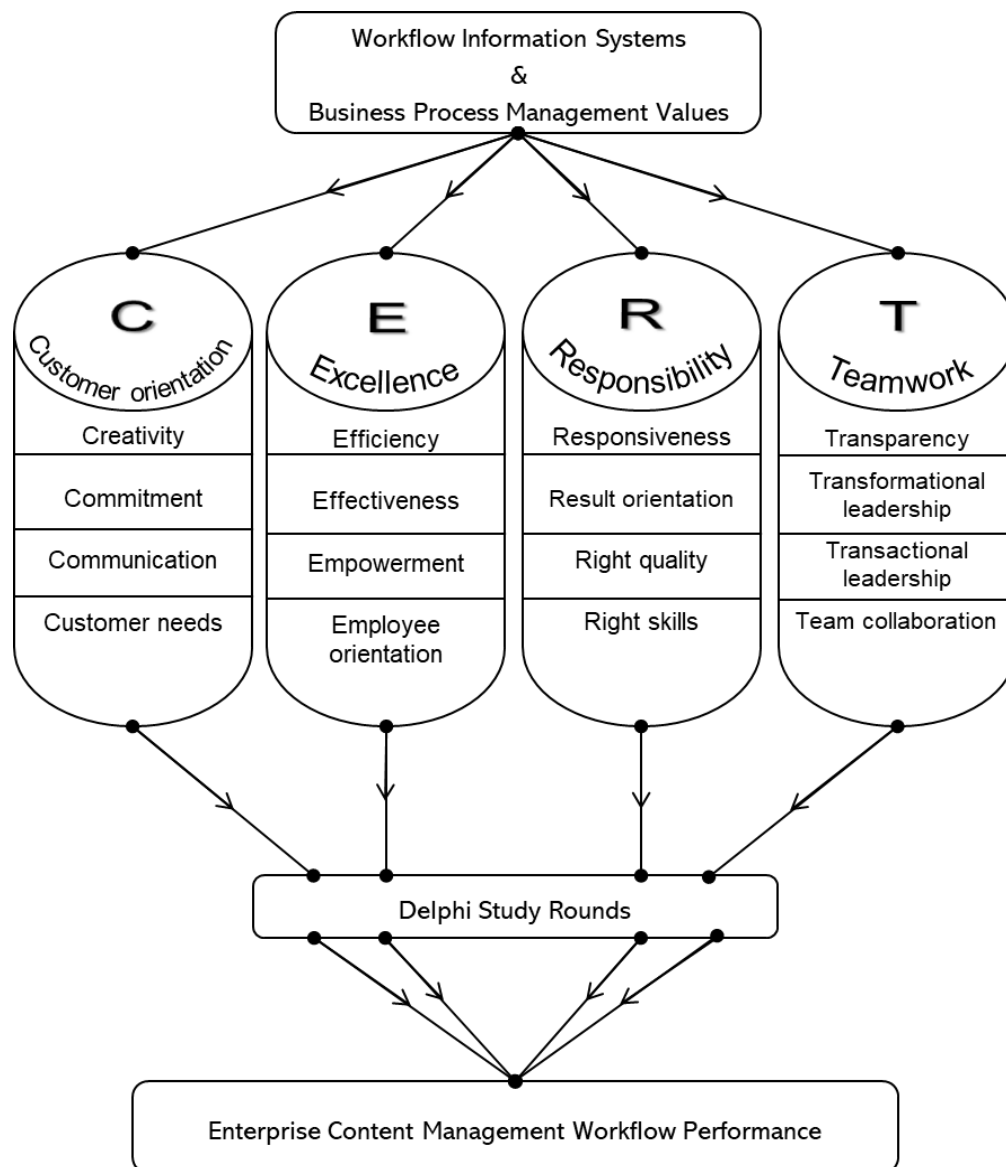 Workflow Information Systems
&
Business Process Management Values
C
Customer orientation
Creativity
Commitment
Communication
Customer needs
E
Excellence
Efficiency
Effectiveness
Empowerment
Employee
orientation
R
Responsibility
Responsiveness
Result orientation
Right quality
Right skills
T
Teamwork
Transparency
Transformational
leadership
Transactional
leadership
Team collaboration
Delphi Study Rounds
Enterprise Content Management Workflow Performance